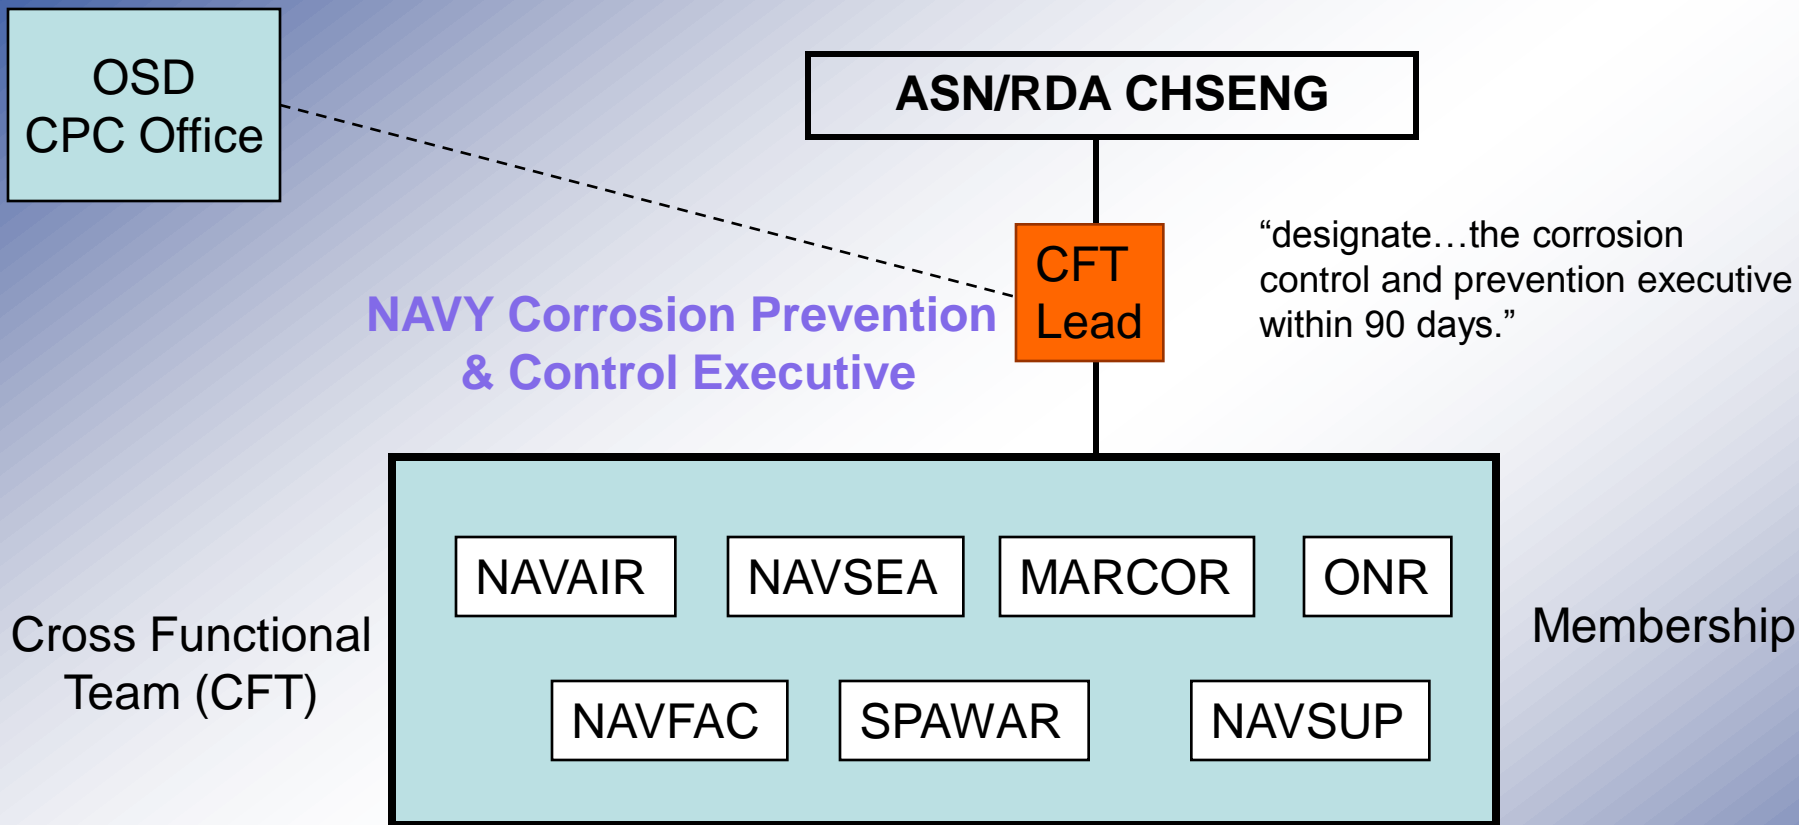 OSD
CPC Office
ASN/RDA CHSENG
CFT
Lead
“designate…the corrosion
control and prevention executive
within 90 days.”
NAVY Corrosion Prevention
& Control Executive
NAVAIR
NAVSEA
MARCOR
ONR
Cross Functional
Team (CFT)
Membership
NAVFAC
SPAWAR
NAVSUP